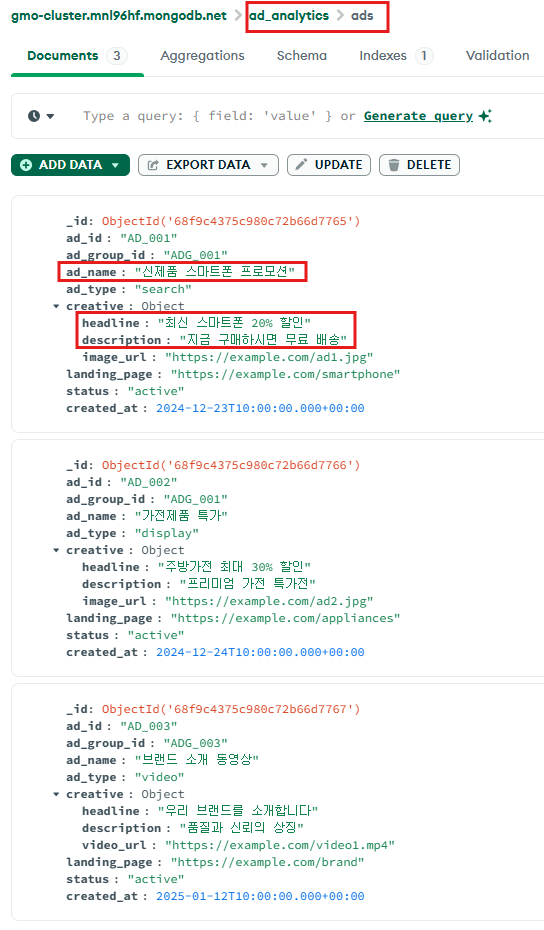 gmo-cluster.mnl96hf.mongodb.net > ad_analytics > ads
Documents 3 Aggregations Schema Indexes 1 Validation
Type a query: { field: 'value' } or Generate query
ADD DATA EXPORT DATA UPDATE DELETE
_id: ObjectId('68f9c4375c980c72b66d7765')
ad_id : "AD_001"
ad_group_id : "ADG_001"
ad_name : "신제품 스마트폰 프로모션"
ad_type : "search"
creative : Object
headline : "최신 스마트폰 20% 할인"
description : "지금 구매하시면 무료 배송"
image_url : "https://example.com/ad1.jpg"
landing_page : "https://example.com/smartphone"
status : "active"
created_at : 2024-12-23T10:00:00.000+00:00
_id: ObjectId('68f9c4375c980c72b66d7766')
ad_id : "AD_002"
ad_group_id : "ADG_001"
ad_name : "가전제품 특가"
ad_type : "display"
creative : Object
headline : "주방가전 최대 30% 할인"
description : "프리미엄 가전 특가전"
image_url : "https://example.com/ad2.jpg"
landing_page : "https://example.com/appliances"
status : "active"
created_at : 2024-12-24T10:00:00.000+00:00
_id: ObjectId('68f9c4375c980c72b66d7767')
ad_id : "AD_003"
ad_group_id : "ADG_003"
ad_name : "브랜드 소개 동영상"
ad_type : "video"
creative : Object
headline : "우리 브랜드를 소개합니다"
description : "품질과 신뢰의 상징"
video_url : "https://example.com/video1.mp4"
landing_page : "https://example.com/brand"
status : "active"
created_at : 2025-01-12T10:00:00.000+00:00